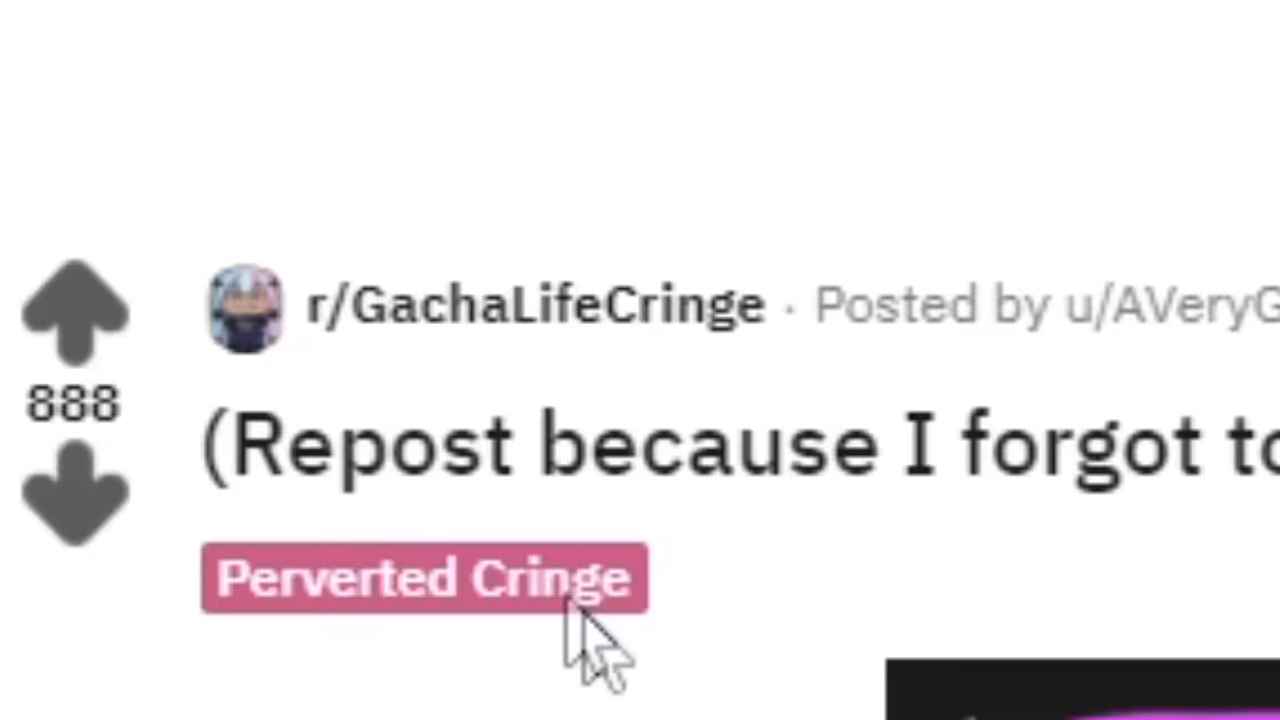 r/GachaLifeCringe · Posted by u/AVeryG
888
(Repost because I forgot to
Perverted Cringe